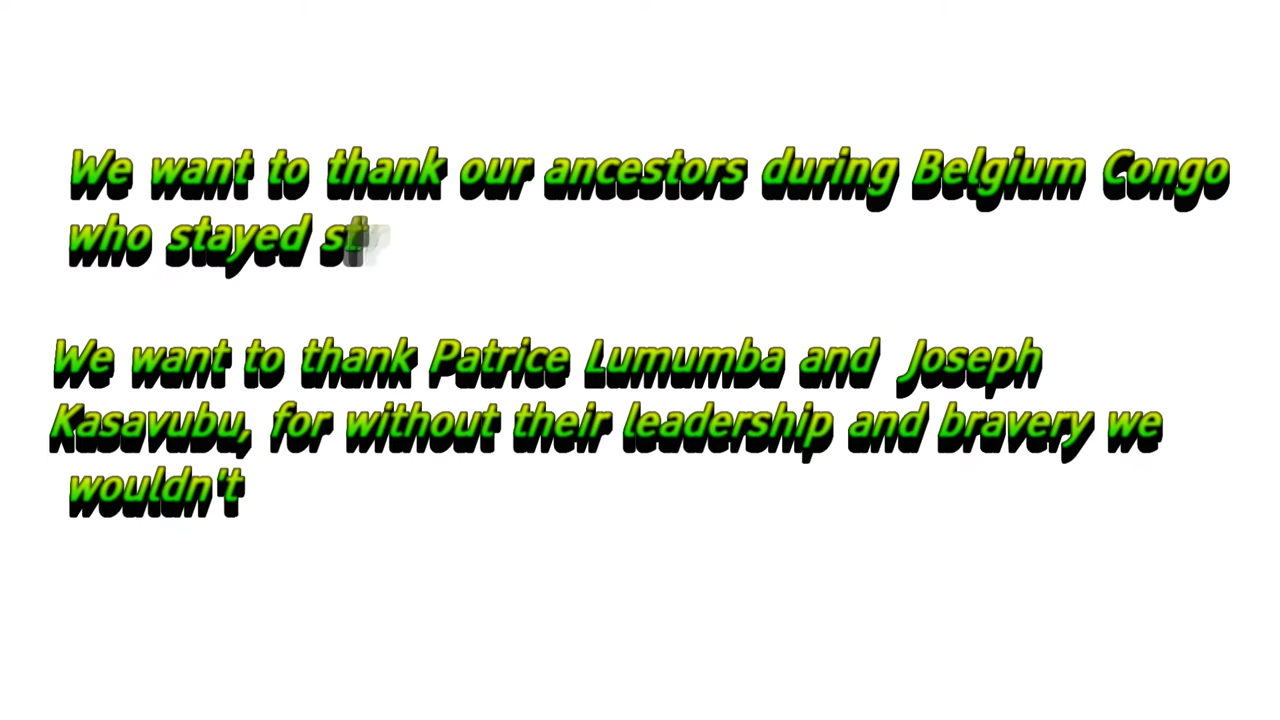 We want to thank our ancestors during Belgium Congo
who stayed
We want to thank Patrice Lumumba and Joseph
Kasavubu, for without their leadership and bravery we
wouldn't